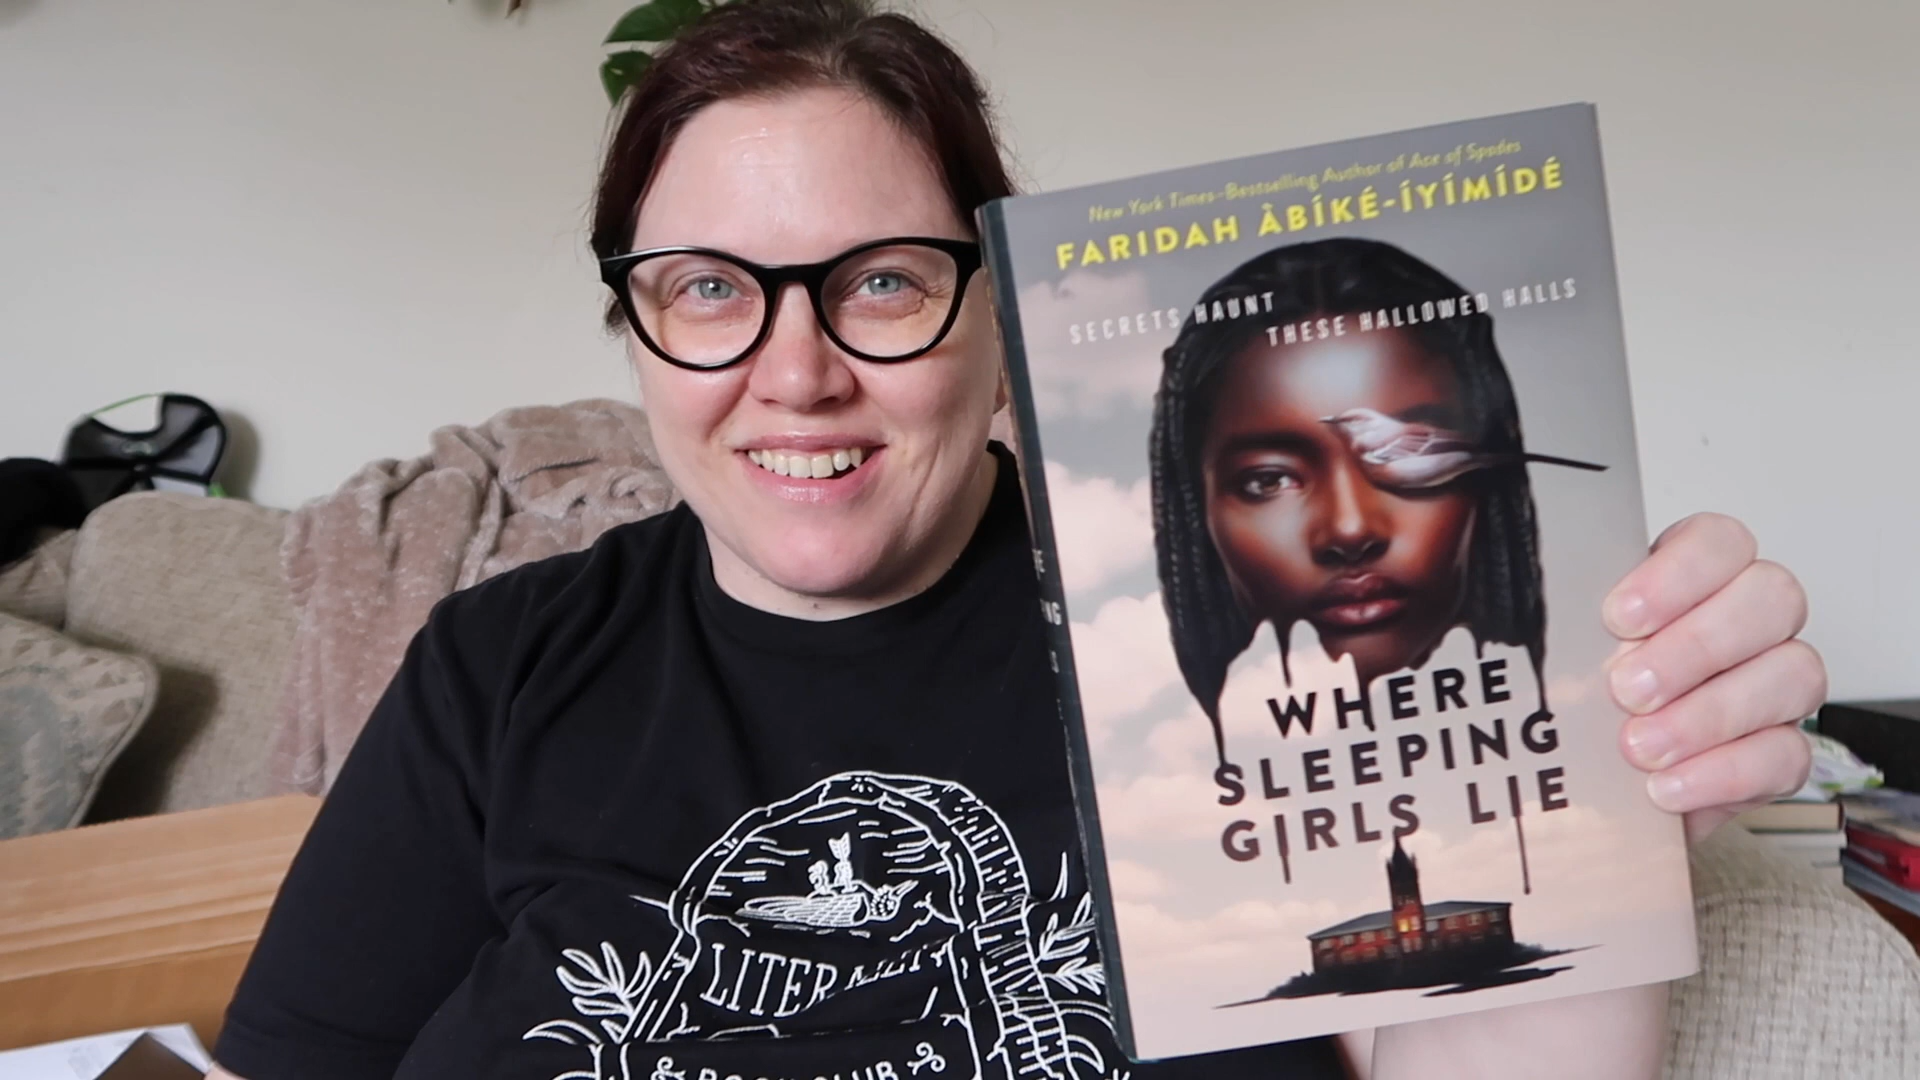 New York Times-Bestselling Author of Ace of Spades
FARIDAH ÀBÍKÉ-ÍYÍMÍDÉ
SECRETS HAUNT
THESE HALLOWED HALLS
WHERE
SLEEPING
GIRLS LIE
LITERALLY
& BOOK CLUB